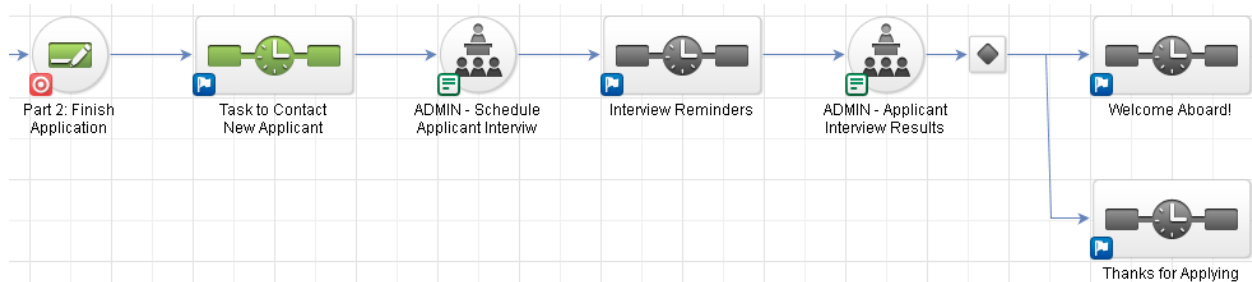 Part 2: Finish
Application
Task to Contact
New Applicant
ADMIN - Schedule
Applicant Interviw
Interview Reminders
ADMIN - Applicant
Interview Results
Welcome Aboard!
Thanks for Applying